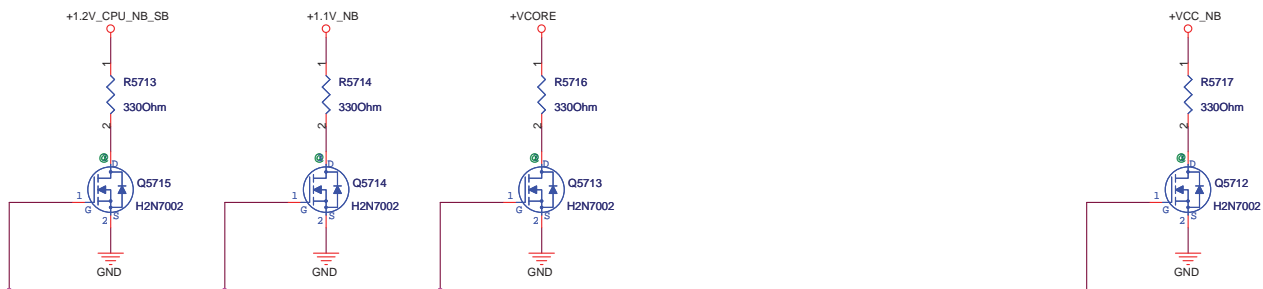 +1.2V_CPU_NB_SB +1.1V_NB +VCORE +VCC_NB
1 1 1 1
R5713 R5714 R5716 R5717
330Ohm 330Ohm 330Ohm 330Ohm
2 2 2 2
@ @ @ @
D D D D
Q5715 Q5714 Q5713 Q5712
1 1 1 1
H2N7002 H2N7002 H2N7002 H2N7002
G G G G
S S S S
2 2 2 2
GND GND GND GND